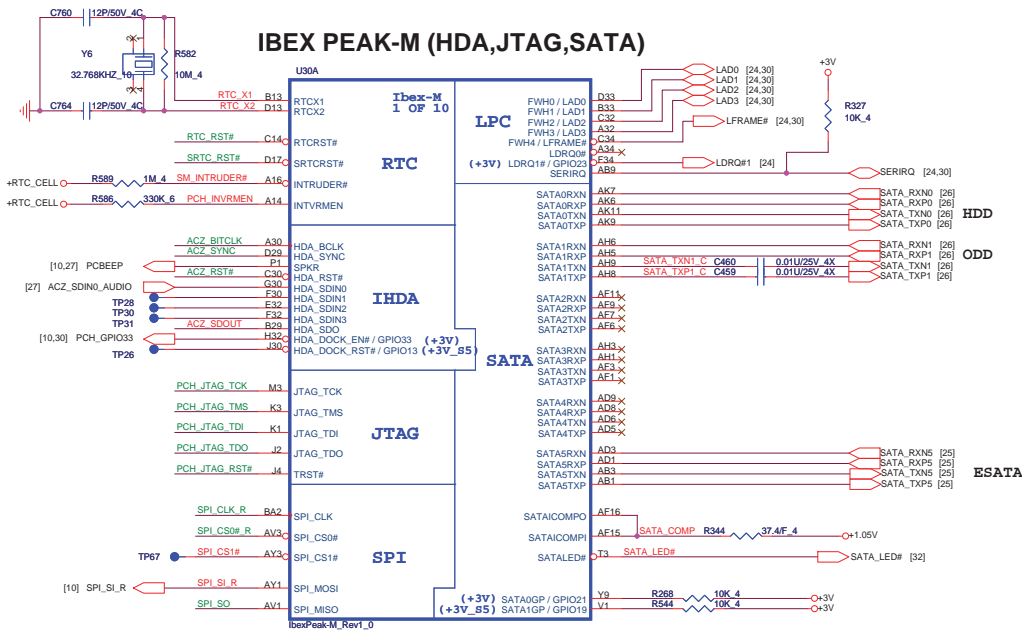 IBEX PEAK-M (HDA,JTAG,SATA)
C760 12P/50V_4C
Y6
32.768KHZ_10
2 1
3 4
R582
10M_4
C764 12P/50V_4C
U30A
Ibex-M
1 OF 10
RTC
RTC_X1 B13 RTCX1
RTC_X2 D13 RTCX2
RTC_RST# C14 RTCRST#
SRTC_RST# D17 SRTCRST#
+RTC_CELL R589 1M_4 SM_INTRUDER# A16 INTRUDER#
+RTC_CELL R586 330K_6 PCH_INVRMEN A14 INTVRMEN
IHDA
ACZ_BITCLK A30 HDA_BCLK
ACZ_SYNC D29 HDA_SYNC
[10,27] PCBEEP P1 SPKR
ACZ_RST# C30 HDA_RST#
[27] ACZ_SDIN0_AUDIO G30 HDA_SDIN0
TP28 F30 HDA_SDIN1
TP30 E32 HDA_SDIN2
TP31 F32 HDA_SDIN3
ACZ_SDOUT B29 HDA_SDO
[10,30] PCH_GPIO33 H32 HDA_DOCK_EN# / GPIO33 (+3V)
TP26 J30 HDA_DOCK_RST# / GPIO13 (+3V_S5)
JTAG
PCH_JTAG_TCK M3 JTAG_TCK
PCH_JTAG_TMS K3 JTAG_TMS
PCH_JTAG_TDI K1 JTAG_TDI
PCH_JTAG_TDO J2 JTAG_TDO
PCH_JTAG_RST# J4 TRST#
SPI
SPI_CLK_R BA2 SPI_CLK
SPI_CS0#_R AV3 SPI_CS0#
TP67 SPI_CS1# AY3 SPI_CS1#
[10] SPI_SI_R SPI_SI_R AY1 SPI_MOSI
SPI_SO AV1 SPI_MISO
IbexPeak-M_Rev1_0
LPC
FWH0 / LAD0 D33 LAD0 [24,30]
FWH1 / LAD1 B33 LAD1 [24,30]
FWH2 / LAD2 C32 LAD2 [24,30]
FWH3 / LAD3 A32 LAD3 [24,30]
FWH4 / LFRAME# C34 LFRAME# [24,30]
LDRQ0# A34
(+3V) LDRQ1# / GPIO23 F34 LDRQ#1 [24]
SERIRQ AB9 SERIRQ [24,30]
+3V
R327
10K_4
SATA
SATA0RXN AK7 SATA_RXN0 [26]
SATA0RXP AK6 SATA_RXP0 [26]
SATA0TXN AK11 SATA_TXN0 [26]
SATA0TXP AK9 SATA_TXP0 [26]
HDD
SATA1RXN AH6 SATA_RXN1 [26]
SATA1RXP AH5 SATA_RXP1 [26]
SATA1TXN AH9 SATA_TXN1_C C460 0.01U/25V_4X SATA_TXN1 [26]
SATA1TXP AH8 SATA_TXP1_C C459 0.01U/25V_4X SATA_TXP1 [26]
ODD
SATA2RXN AF11
SATA2RXP AF9
SATA2TXN AF7
SATA2TXP AF6
SATA3RXN AH3
SATA3RXP AH1
SATA3TXN AF3
SATA3TXP AF1
SATA4RXN AD9
SATA4RXP AD8
SATA4TXN AD6
SATA4TXP AD5
SATA5RXN AD3 SATA_RXN5 [25]
SATA5RXP AD1 SATA_RXP5 [25]
SATA5TXN AB3 SATA_TXN5 [25]
SATA5TXP AB1 SATA_TXP5 [25]
ESATA
SATAICOMPO AF16
SATAICOMPI AF15 SATA_COMP R344 37.4/F_4 +1.05V
SATALED# T3 SATA_LED# SATA_LED# [32]
(+3V) SATA0GP / GPIO21 Y9 R268 10K_4 +3V
(+3V_S5) SATA1GP / GPIO19 V1 R544 10K_4 +3V